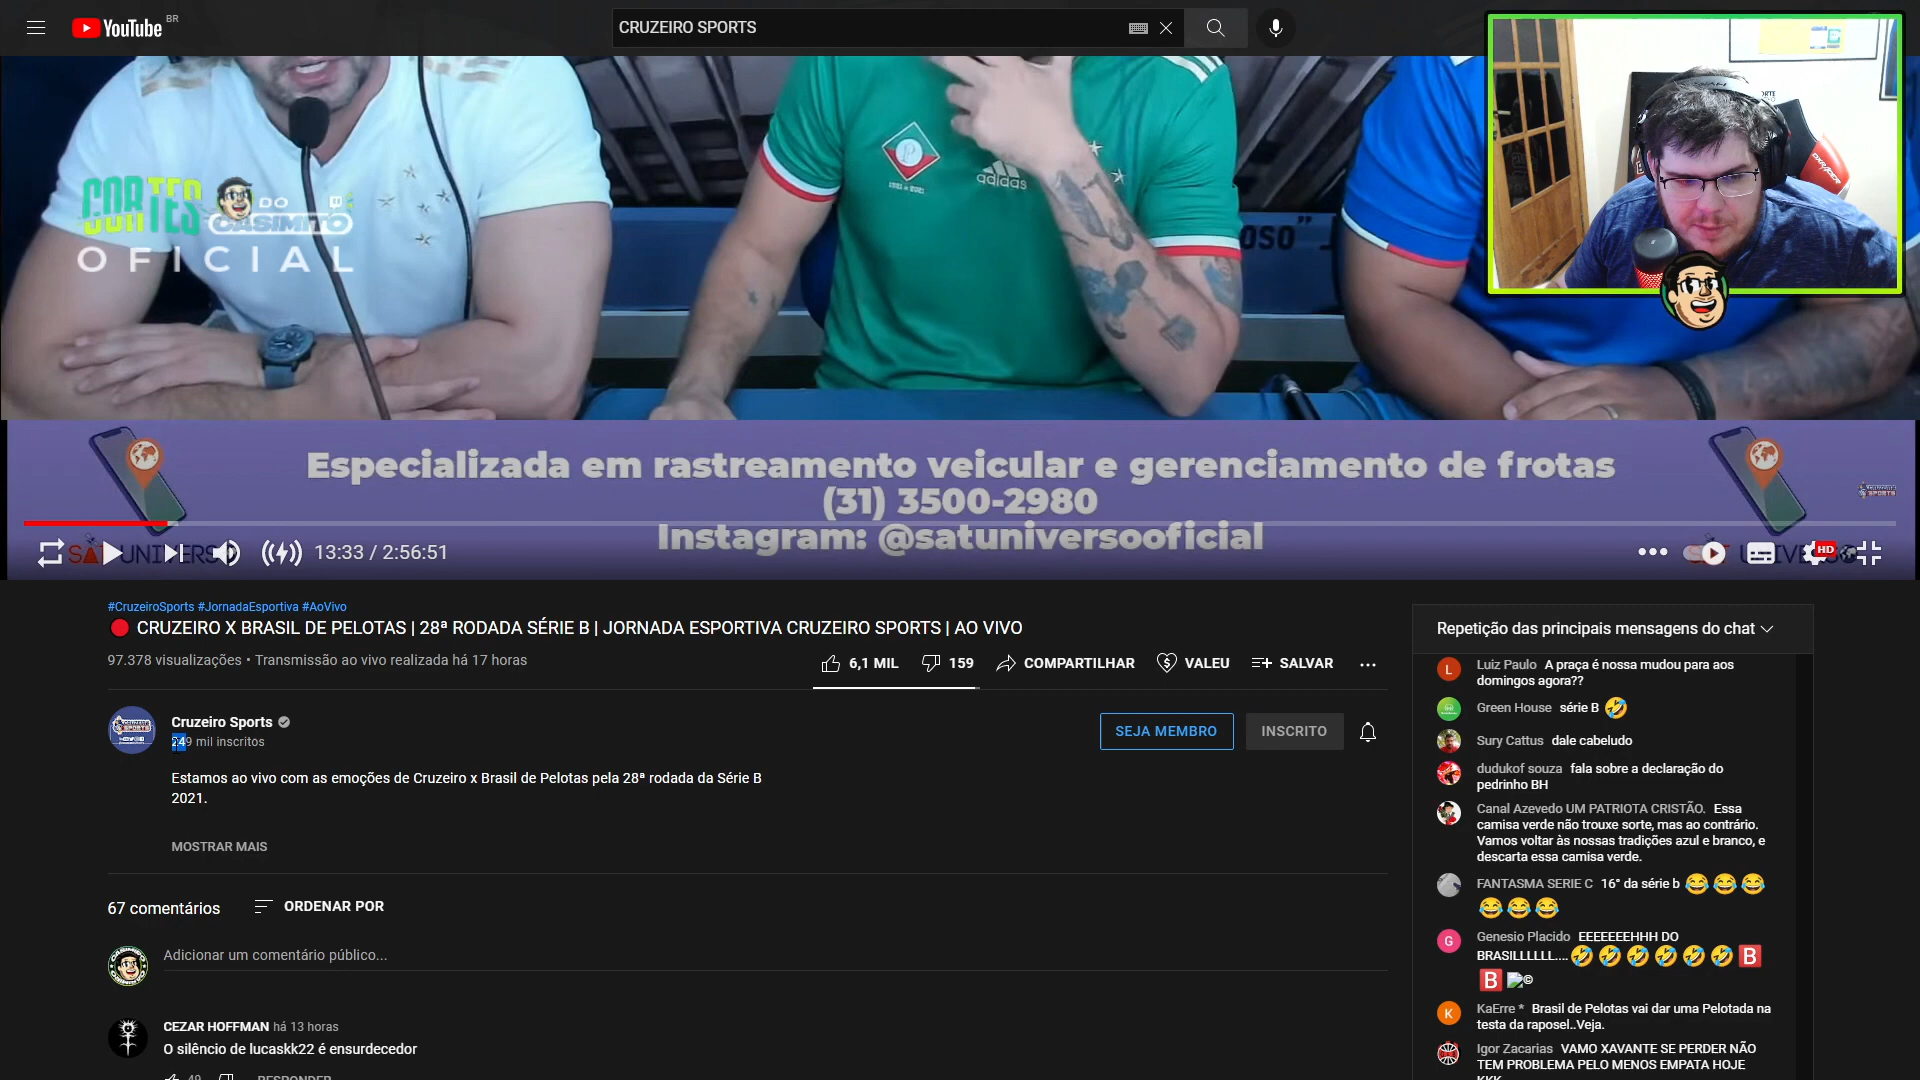 YouTube BR
CRUZEIRO SPORTS
CORTES DO CASIMITO
OFICIAL
adidas
OSO"
Especializada em rastreamento veicular e gerenciamento de frotas
(31) 3500-2980
Instagram: @satuniversooficial
13:33 / 2:56:51
HD
#CruzeiroSports #JornadaEsportiva #AoVivo
CRUZEIRO X BRASIL DE PELOTAS | 28ª RODADA SÉRIE B | JORNADA ESPORTIVA CRUZEIRO SPORTS | AO VIVO
97.378 visualizações • Transmissão ao vivo realizada há 17 horas
6,1 MIL 159 COMPARTILHAR VALEU SALVAR
Cruzeiro Sports
249 mil inscritos
SEJA MEMBRO INSCRITO
Estamos ao vivo com as emoções de Cruzeiro x Brasil de Pelotas pela 28ª rodada da Série B
2021.
MOSTRAR MAIS
67 comentários ORDENAR POR
Adicionar um comentário público...
CEZAR HOFFMAN há 13 horas
O silêncio de lucaskk22 é ensurdecedor
49 RESPONDER
Repetição das principais mensagens do chat
L Luiz Paulo A praça é nossa mudou para aos
domingos agora??
Green House série B
Sury Cattus dale cabeludo
dudukof souza fala sobre a declaração do
pedrinho BH
Canal Azevedo UM PATRIOTA CRISTÃO. Essa
camisa verde não trouxe sorte, mas ao contrário.
Vamos voltar às nossas tradições azul e branco, e
descarta essa camisa verde.
FANTASMA SERIE C 16° da série b 😂😂😂
😂😂😂
G Genesio Placido EEEEEEEHHH DO
BRASILLLLLL.... 🤣🤣🤣🤣🤣🤣 B
B ©
K KaErre * Brasil de Pelotas vai dar uma Pelotada na
testa da raposel..Veja.
Igor Zacarias VAMO XAVANTE SE PERDER NÃO
TEM PROBLEMA PELO MENOS EMPATA HOJE
KKK